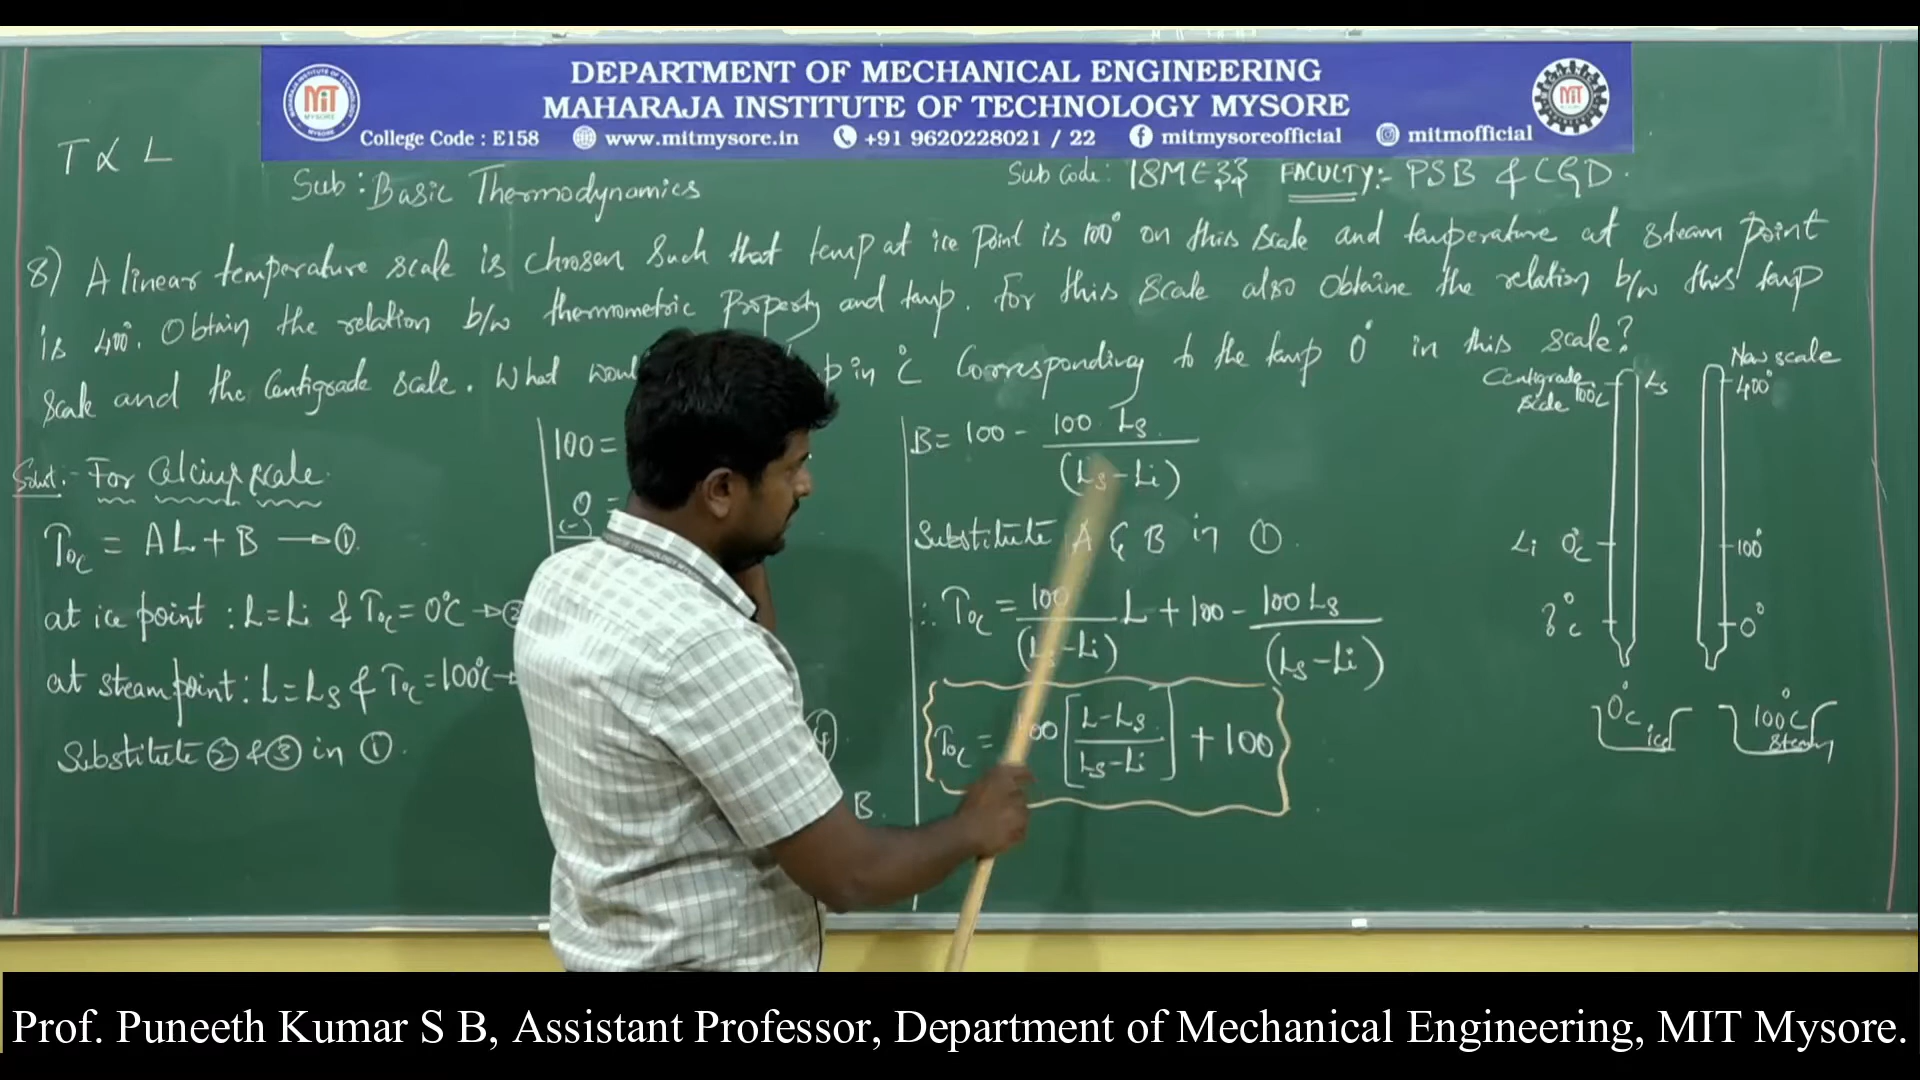 DEPARTMENT OF MECHANICAL ENGINEERING
MAHARAJA INSTITUTE OF TECHNOLOGY MYSORE
College Code : E158 www.mitmysore.in +91 9620228021 / 22 mitmysoreofficial mitmofficial
MIT
MYSORE
MIT
T ∝ L
Sub : Basic Thermodynamics
Sub Code : 18ME33 FACULTY:- PSB & CGD.
8) A linear temperature scale is chosen Such that temp at ice point is 100° on this scale and temperature at steam point
is 400°. Obtain the relation b/w thermometric Property and temp. For this scale also Obtaine the relation b/w this temp
Scale and the Centigrade Scale. What in °C Corresponding to the temp 0° in this scale?
Solut:- For Celcius scale
T°c = AL + B → ①
at ice point : L = Li & T°c = 0°C → ②
at steam point : L = Ls & T°c = 100°C →
Substitute ② & ③ in ①.
100 =
0 =
(-)
④
B.
B = 100 - 100 . Ls
(Ls - Li)
Substitute A & B in ①.
∴ T°c = 100 L + 100 - 100 Ls
(Ls - Li) (Ls - Li)
T°c = 100 [ L - Ls / Ls - Li ] + 100
Centigrade scale 100°C Ls
New scale
400°
Li 0°C
100°
? °C
0°
0°C ice
100°C steam
Prof. Puneeth Kumar S B, Assistant Professor, Department of Mechanical Engineering, MIT Mysore.